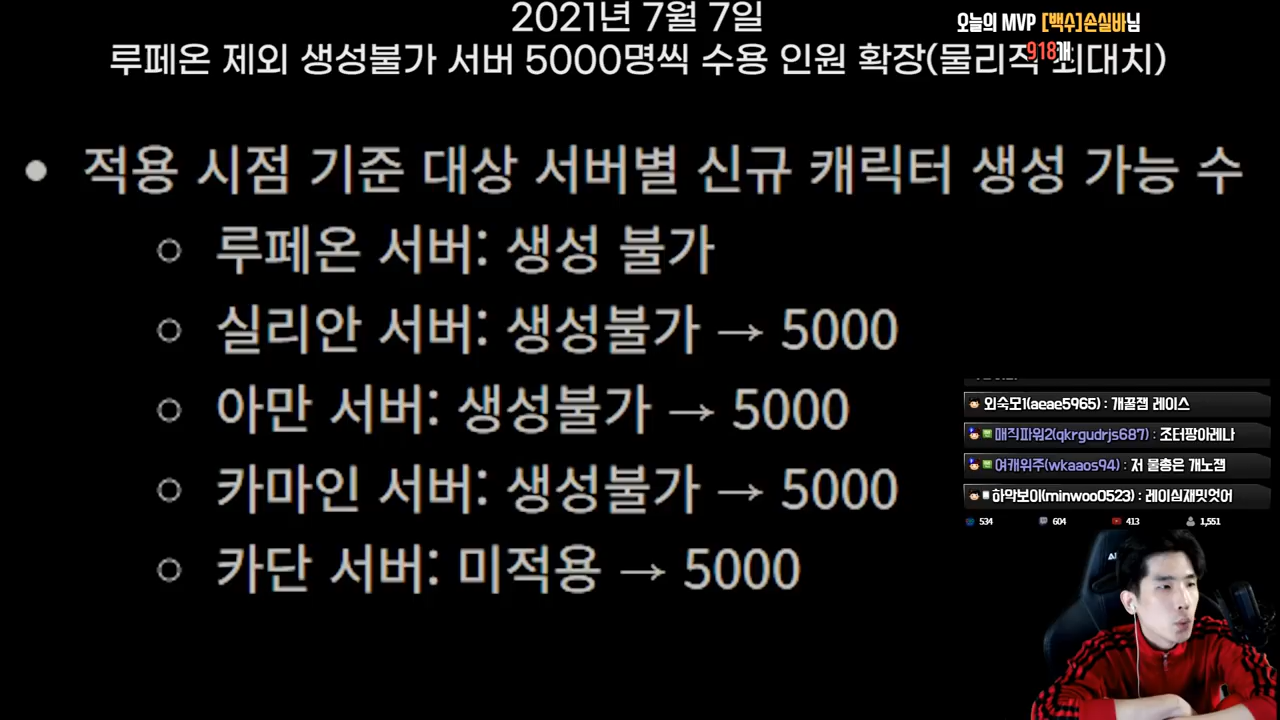 2021년 7월 7일
루페온 제외 생성불가 서버 5000명씩 수용 인원 확장(물리적 최대치)
오늘의 MVP [백수]손실바님
918개
• 적용 시점 기준 대상 서버별 신규 캐릭터 생성 가능 수
○ 루페온 서버: 생성 불가
○ 실리안 서버: 생성불가 → 5000
○ 아만 서버: 생성불가 → 5000
○ 카마인 서버: 생성불가 → 5000
○ 카단 서버: 미적용 → 5000
외숙모1(aeae5965) : 개꿀잼 레이스
매직파워2(qkrgudrjs687) : 조터팡아레나
여캐위주(wkaaos94) : 저 물총은 개노잼
하악보이(minwoo0523) : 레이싱재밋엇어
534 604 413 1,551